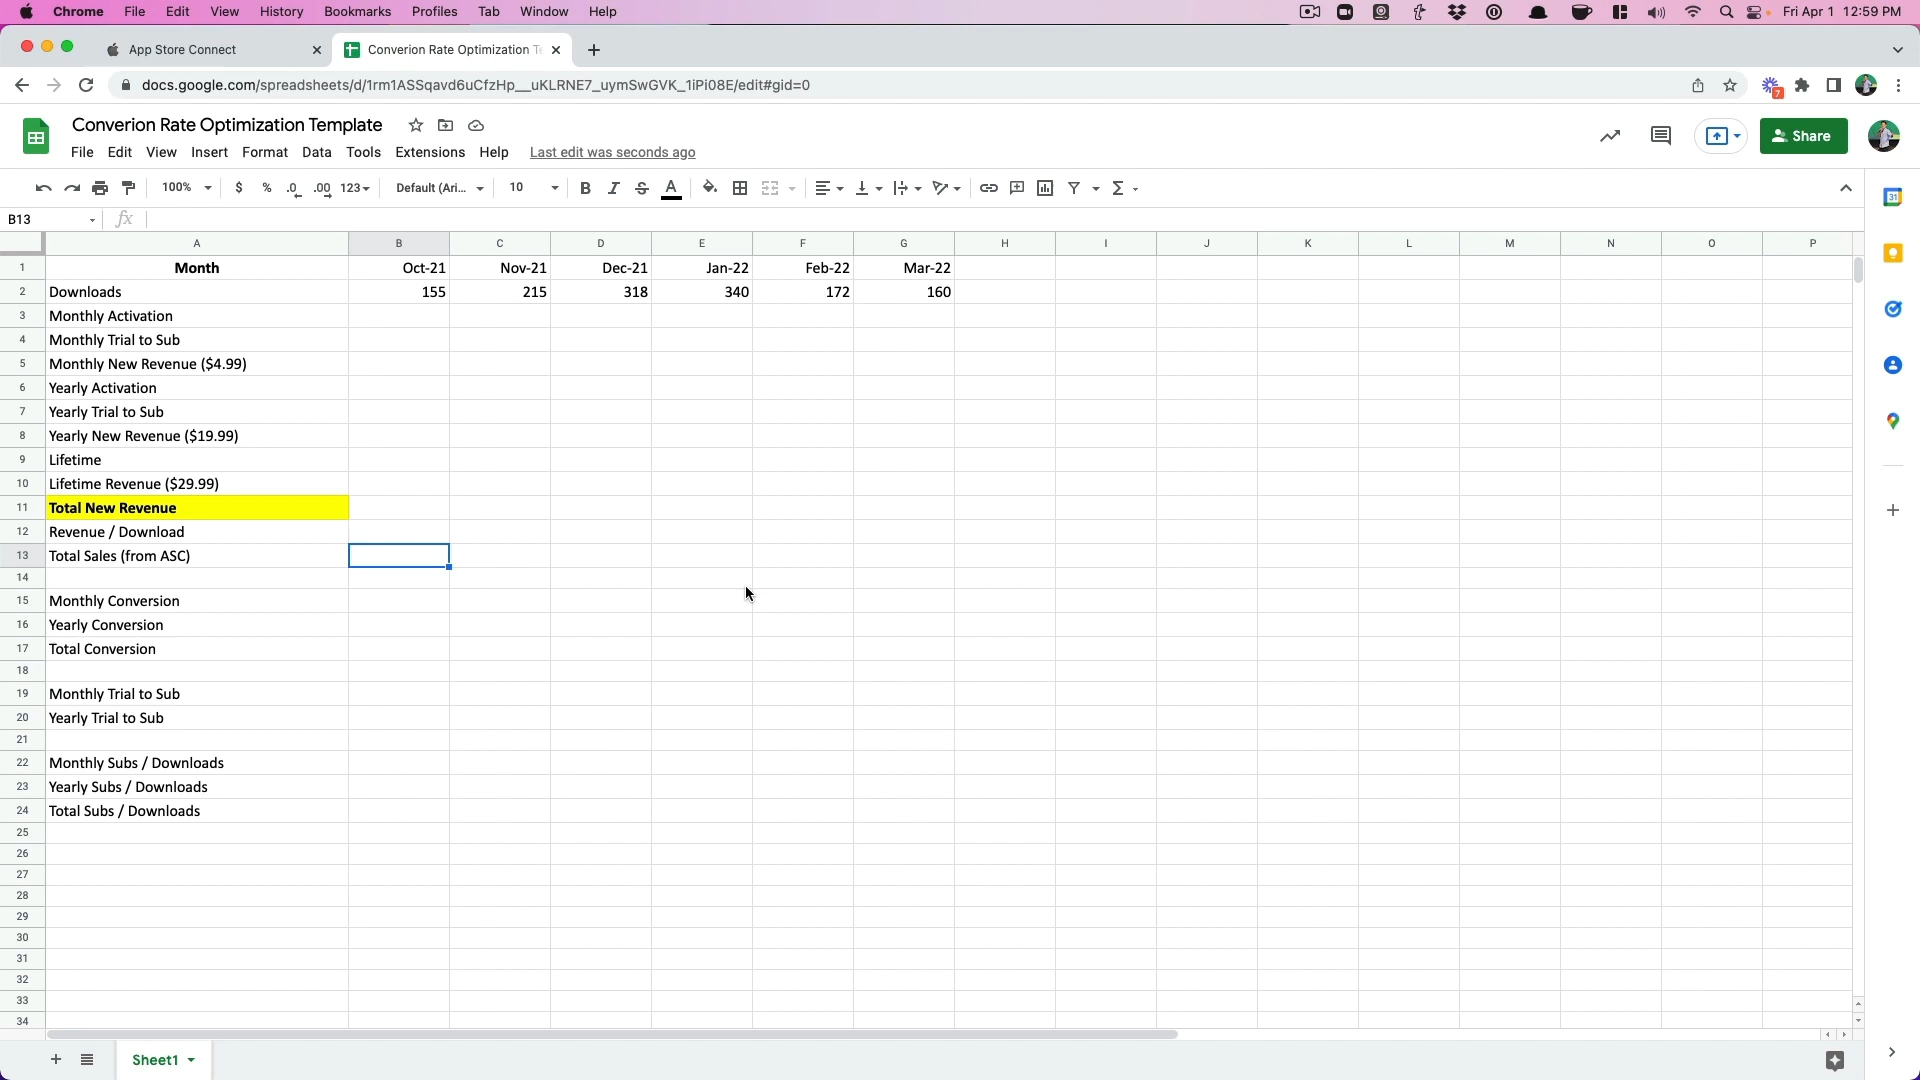 Chrome File Edit View History Bookmarks Profiles Tab Window Help Fri Apr 1 12:59 PM
App Store Connect Converion Rate Optimization Te
docs.google.com/spreadsheets/d/1rm1ASSqavd6uCfzHp__uKLRNE7_uymSwGVK_1iPi08E/edit#gid=0 7
Converion Rate Optimization Template
Share
File Edit View Insert Format Data Tools Extensions Help Last edit was seconds ago
100% $ % .0 .00 123 Default (Ari... 10 B I S A Σ
31
B13 fx
A B C D E F G H I J K L M N O P
1 Month Oct-21 Nov-21 Dec-21 Jan-22 Feb-22 Mar-22
2 Downloads 155 215 318 340 172 160
3 Monthly Activation
4 Monthly Trial to Sub
5 Monthly New Revenue ($4.99)
6 Yearly Activation
7 Yearly Trial to Sub
8 Yearly New Revenue ($19.99)
9 Lifetime
10 Lifetime Revenue ($29.99)
11 Total New Revenue
12 Revenue / Download
13 Total Sales (from ASC)
14
15 Monthly Conversion
16 Yearly Conversion
17 Total Conversion
18
19 Monthly Trial to Sub
20 Yearly Trial to Sub
21
22 Monthly Subs / Downloads
23 Yearly Subs / Downloads
24 Total Subs / Downloads
25
26
27
28
29
30
31
32
33
34
Sheet1